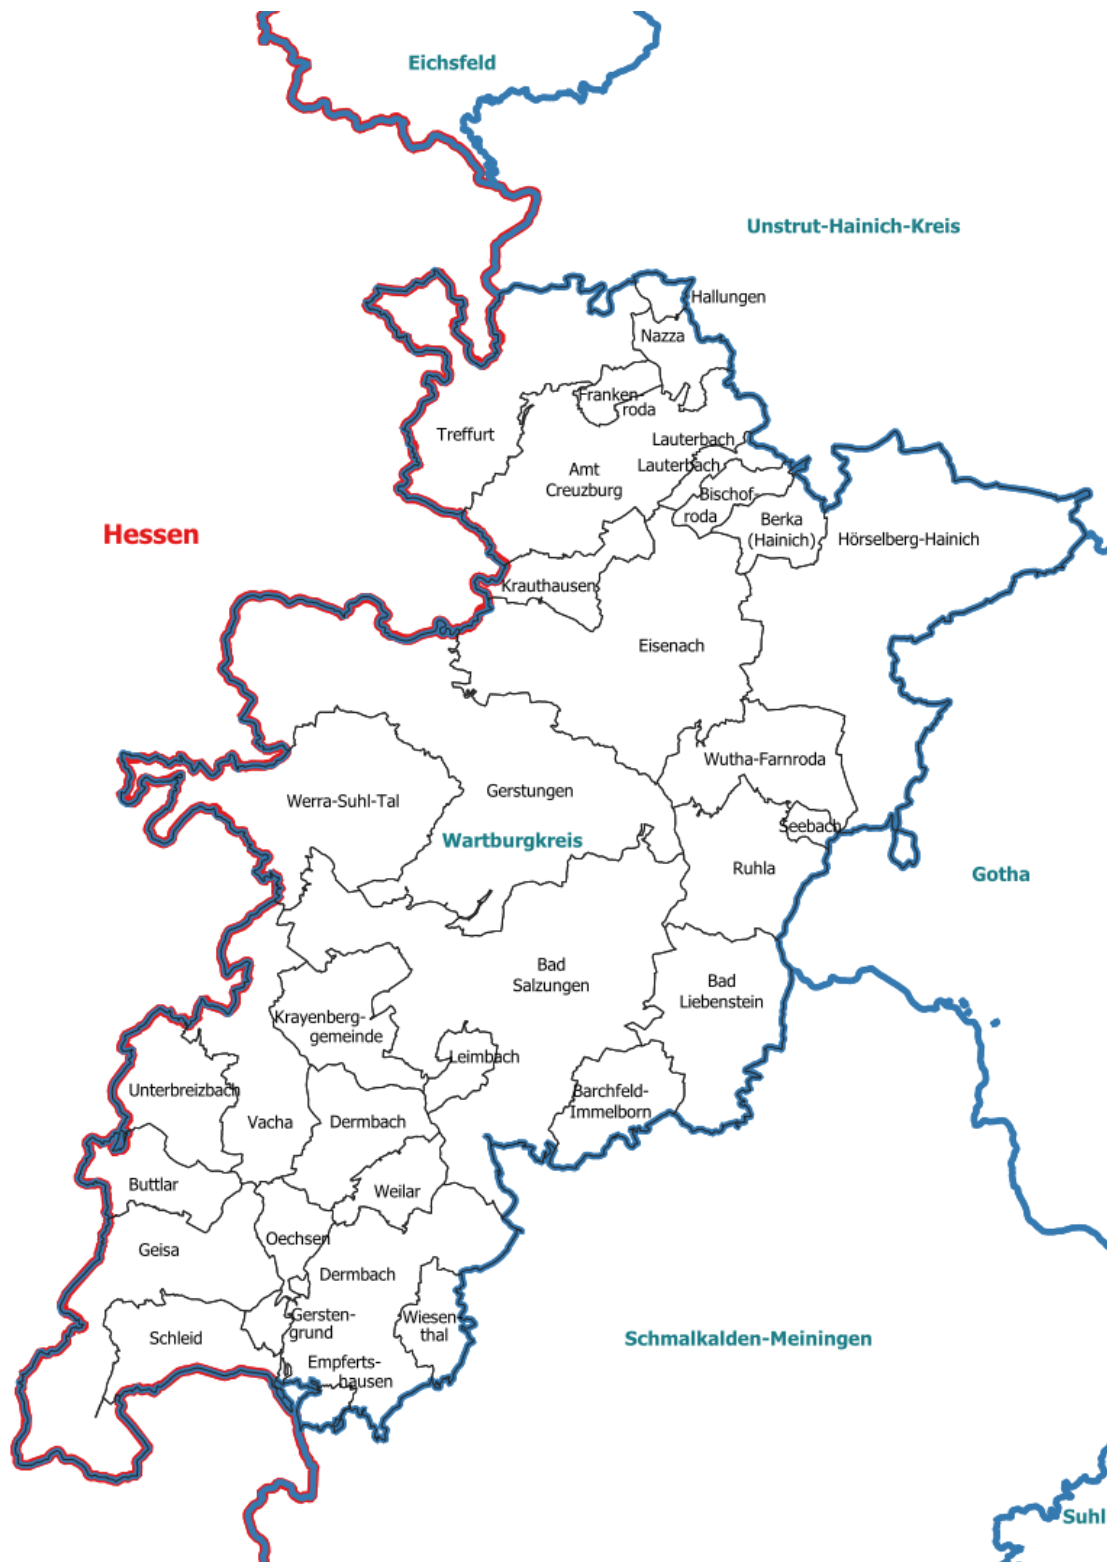 Eichsfeld
Unstrut-Hainich-Kreis
Hallungen
Nazza
Franken-
roda
Treffurt
Lauterbach
Lauterbach
Amt
Creuzburg
Bischof-
roda
Berka
(Hainich)
Hörselberg-Hainich
Hessen
Krauthausen
Eisenach
Wutha-Farnroda
Gerstungen
Werra-Suhl-Tal
Seebach
Wartburgkreis
Ruhla
Gotha
Bad
Salzungen
Bad
Liebenstein
Krayenberg-
gemeinde
Leimbach
Unterbreizbach
Barchfeld-
Immelborn
Vacha
Dermbach
Buttlar
Weilar
Oechsen
Geisa
Dermbach
Gersten-
grund
Wiesen-
thal
Schleid
Schmalkalden-Meiningen
Empferts-
hausen
Suhl